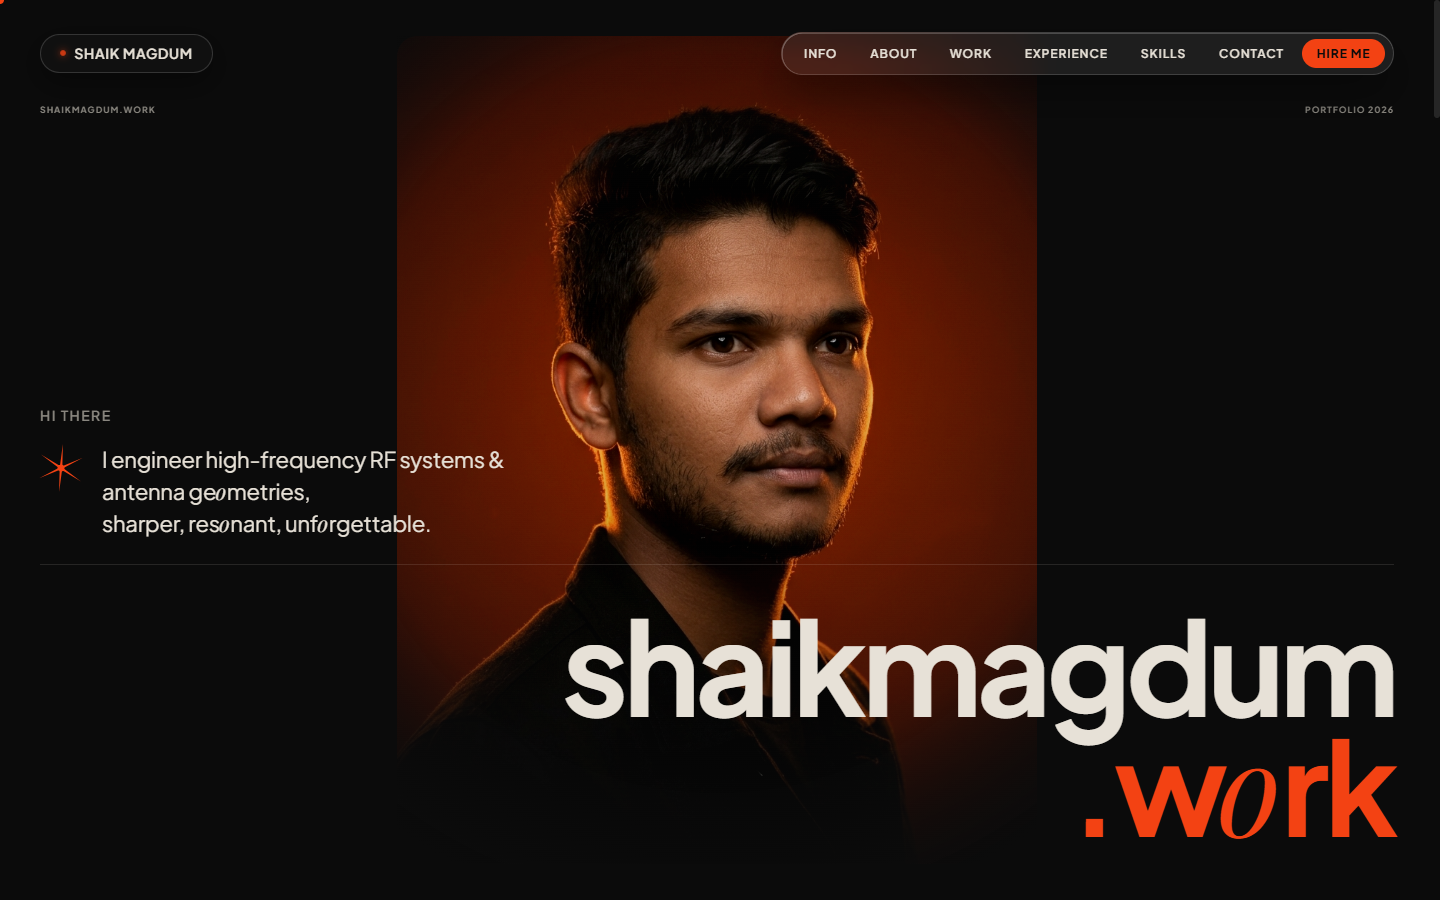 SHAIK MAGDUM
INFO ABOUT WORK EXPERIENCE SKILLS CONTACT HIRE ME
SHAIKMAGDUM.WORK
PORTFOLIO 2026
HI THERE
I engineer high-frequency RF systems &
antenna geometries,
sharper, resonant, unforgettable.
shaikmagdum
.work